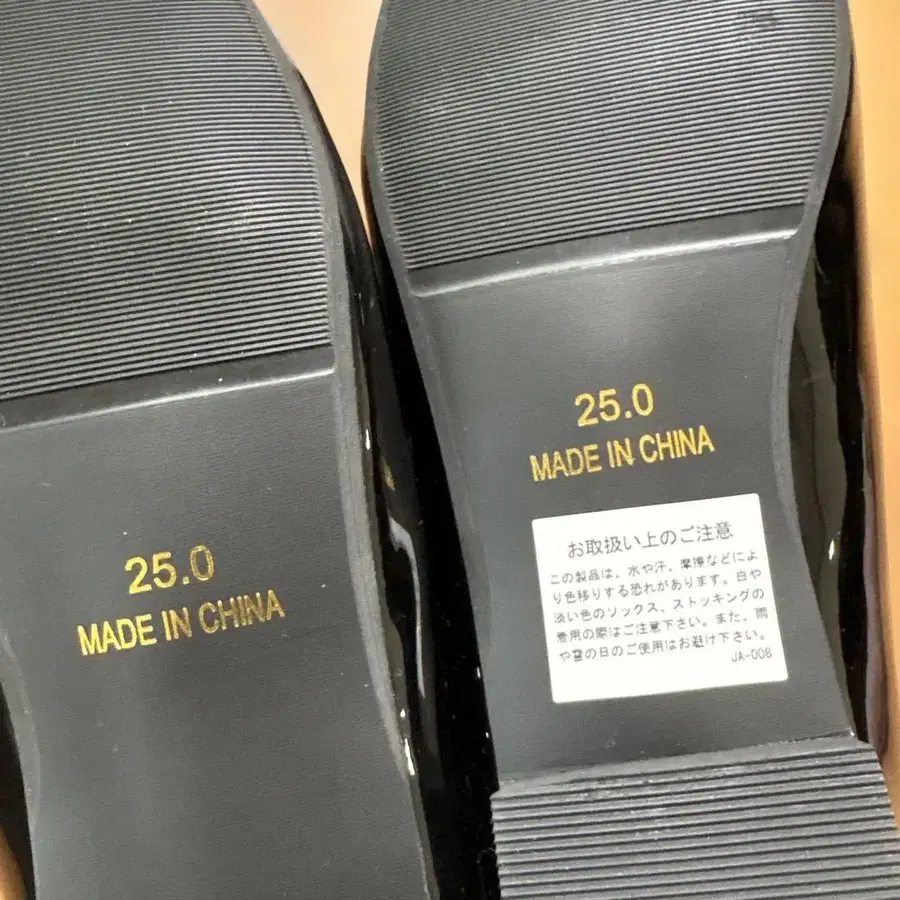 25.0
MADE IN CHINA
25.0
MADE IN CHINA
お取扱い上のご注意
この製品は、水や汗、摩擦などによ
り色移りする恐れがあります。白や
淡い色のソックス、ストッキングの
着用の際はご注意下さい。また、雨
や雪の日のご使用はお避け下さい。
JA-008